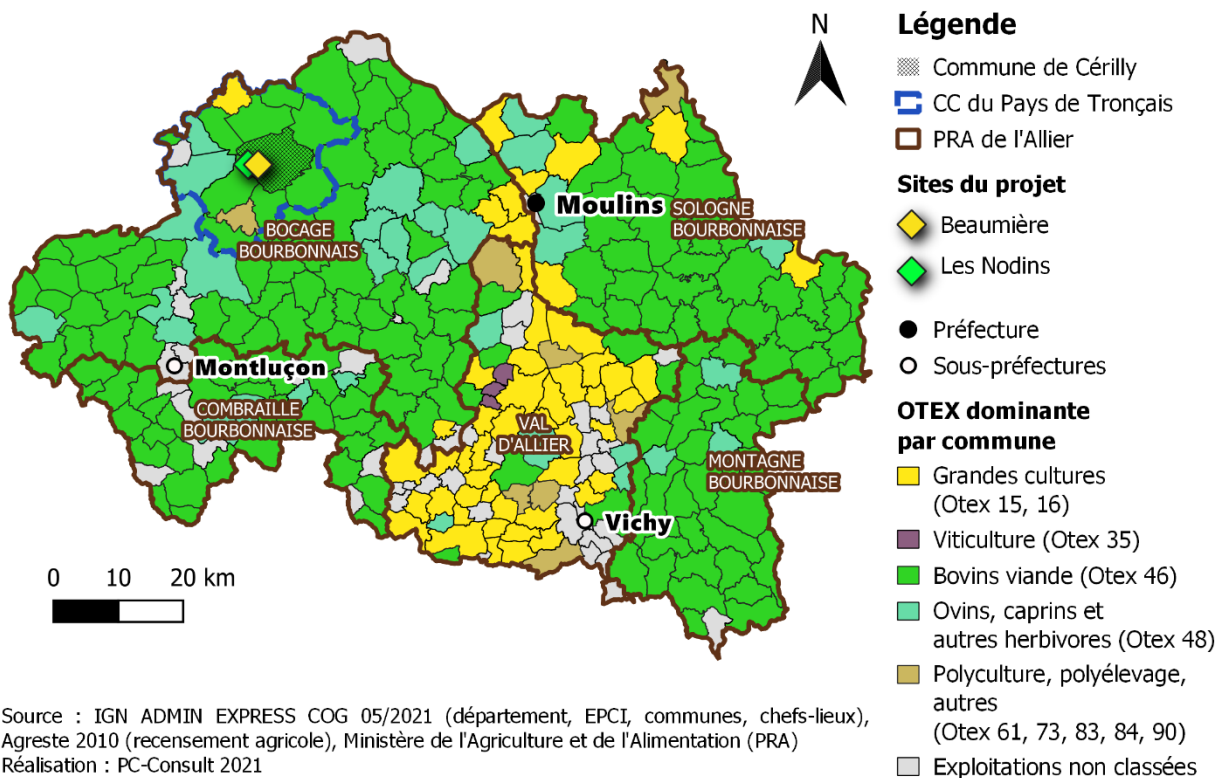 N
Moulins
SOLOGNE
BOURBONNAISE
BOCAGE
BOURBONNAIS
Montluçon
COMBRAILLE
BOURBONNAISE
VAL
D'ALLIER
MONTAGNE
BOURBONNAISE
Vichy
0 10 20 km
Source : IGN ADMIN EXPRESS COG 05/2021 (département, EPCI, communes, chefs-lieux),
Agreste 2010 (recensement agricole), Ministère de l'Agriculture et de l'Alimentation (PRA)
Réalisation : PC-Consult 2021
Légende
Commune de Cérilly
CC du Pays de Tronçais
PRA de l'Allier
Sites du projet
Beaumière
Les Nodins
Préfecture
Sous-préfectures
OTEX dominante
par commune
Grandes cultures
(Otex 15, 16)
Viticulture (Otex 35)
Bovins viande (Otex 46)
Ovins, caprins et
autres herbivores (Otex 48)
Polyculture, polyélevage,
autres
(Otex 61, 73, 83, 84, 90)
Exploitations non classées